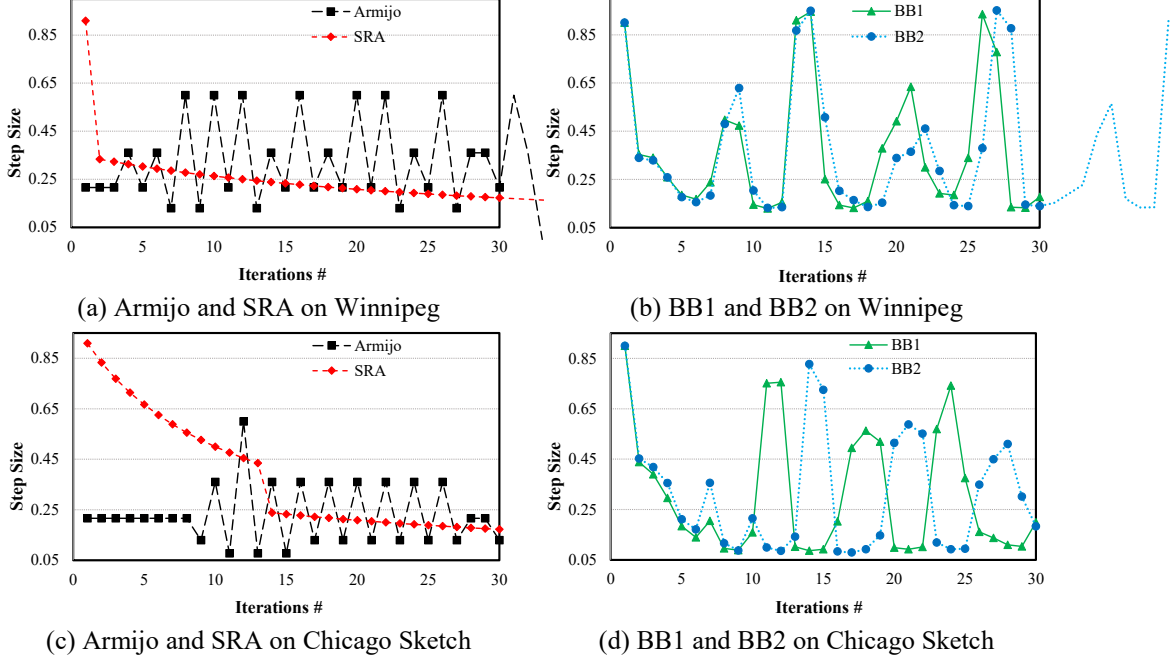 Armijo
SRA
0.85
0.65
0.45
0.25
0.05
Step Size
0 5 10 15 20 25 30
Iterations #
(a) Armijo and SRA on Winnipeg
BB1
BB2
0.85
0.65
0.45
0.25
0.05
Step Size
0 5 10 15 20 25 30
Iterations #
(b) BB1 and BB2 on Winnipeg
Armijo
SRA
0.85
0.65
0.45
0.25
0.05
Step Size
0 5 10 15 20 25 30
Iterations #
(c) Armijo and SRA on Chicago Sketch
BB1
BB2
0.85
0.65
0.45
0.25
0.05
Step Size
0 5 10 15 20 25 30
Iterations #
(d) BB1 and BB2 on Chicago Sketch